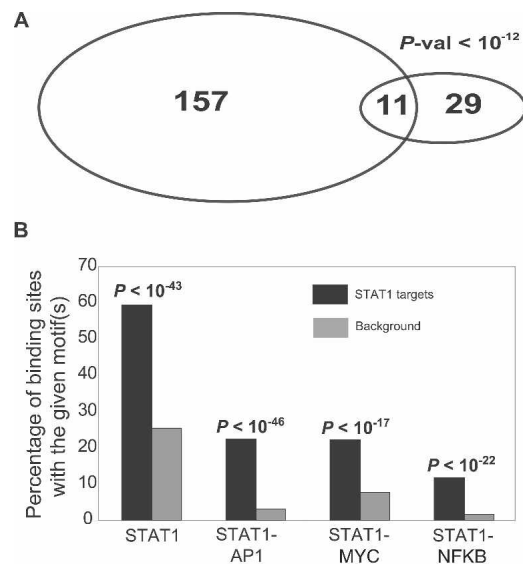 A
P-val < 10⁻¹²
157
11
29
B
Percentage of binding sites
with the given motif(s)
70
60
50
40
30
20
10
0
P < 10⁻⁴³
P < 10⁻⁴⁶
P < 10⁻¹⁷
P < 10⁻²²
STAT1 targets
Background
STAT1
STAT1-
AP1
STAT1-
MYC
STAT1-
NFKB